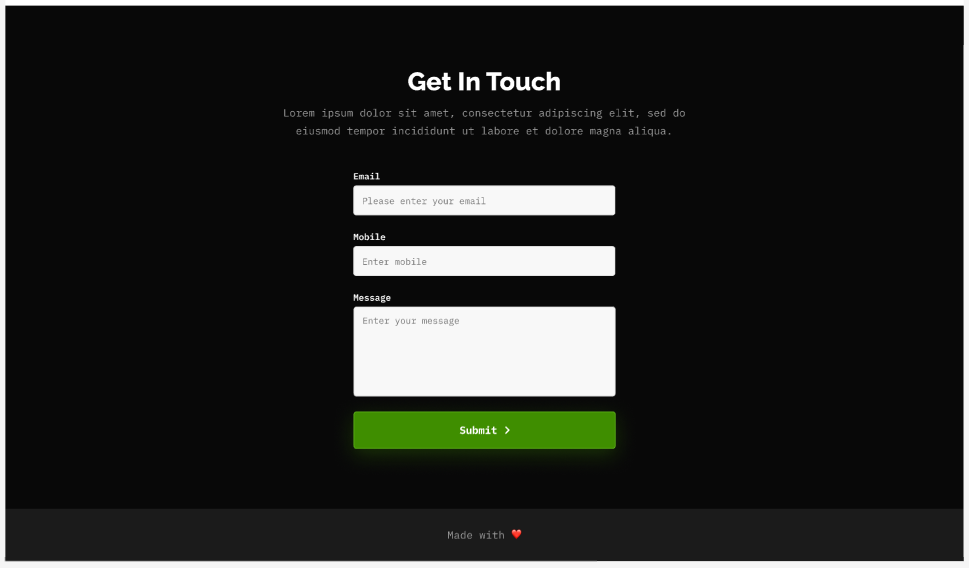 Get In Touch
Lorem ipsum dolor sit amet, consectetur adipiscing elit, sed do
eiusmod tempor incididunt ut labore et dolore magna aliqua.
Email
Please enter your email
Mobile
Enter mobile
Message
Enter your message
Submit >
Made with ❤️